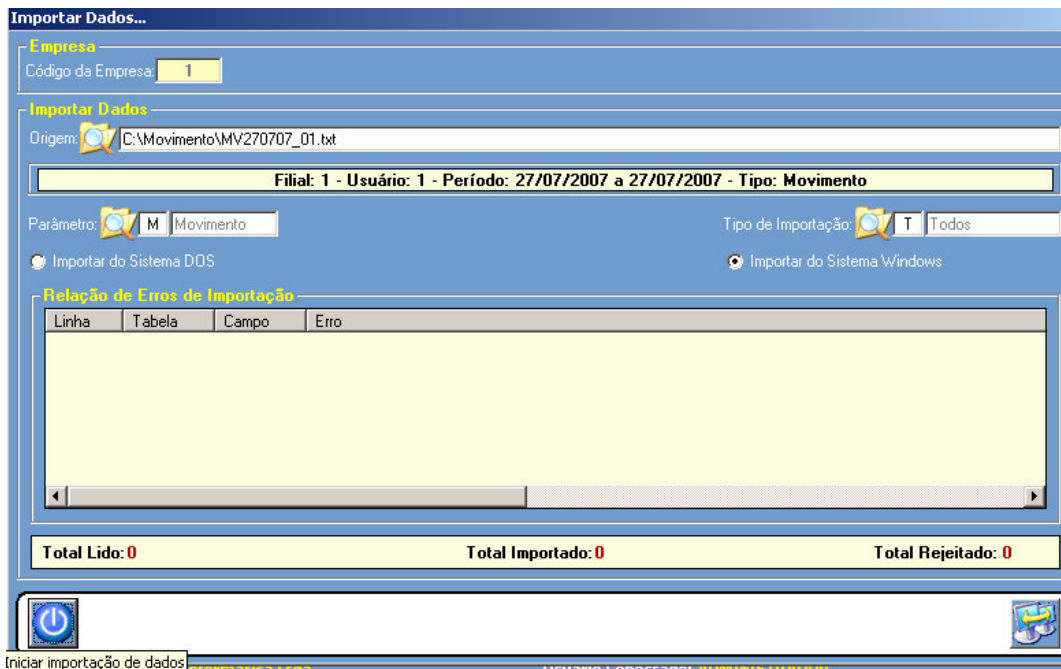 Importar Dados...
Empresa
Código da Empresa: 1
Importar Dados
Origem: C:\Movimento\MV270707_01.txt
Filial: 1 - Usuário: 1 - Período: 27/07/2007 a 27/07/2007 - Tipo: Movimento
Parâmetro: M Movimento Tipo de Importação: T Todos
Importar do Sistema DOS Importar do Sistema Windows
Relação de Erros de Importação
Linha Tabela Campo Erro
Total Lido: 0 Total Importado: 0 Total Rejeitado: 0
Iniciar importação de dados